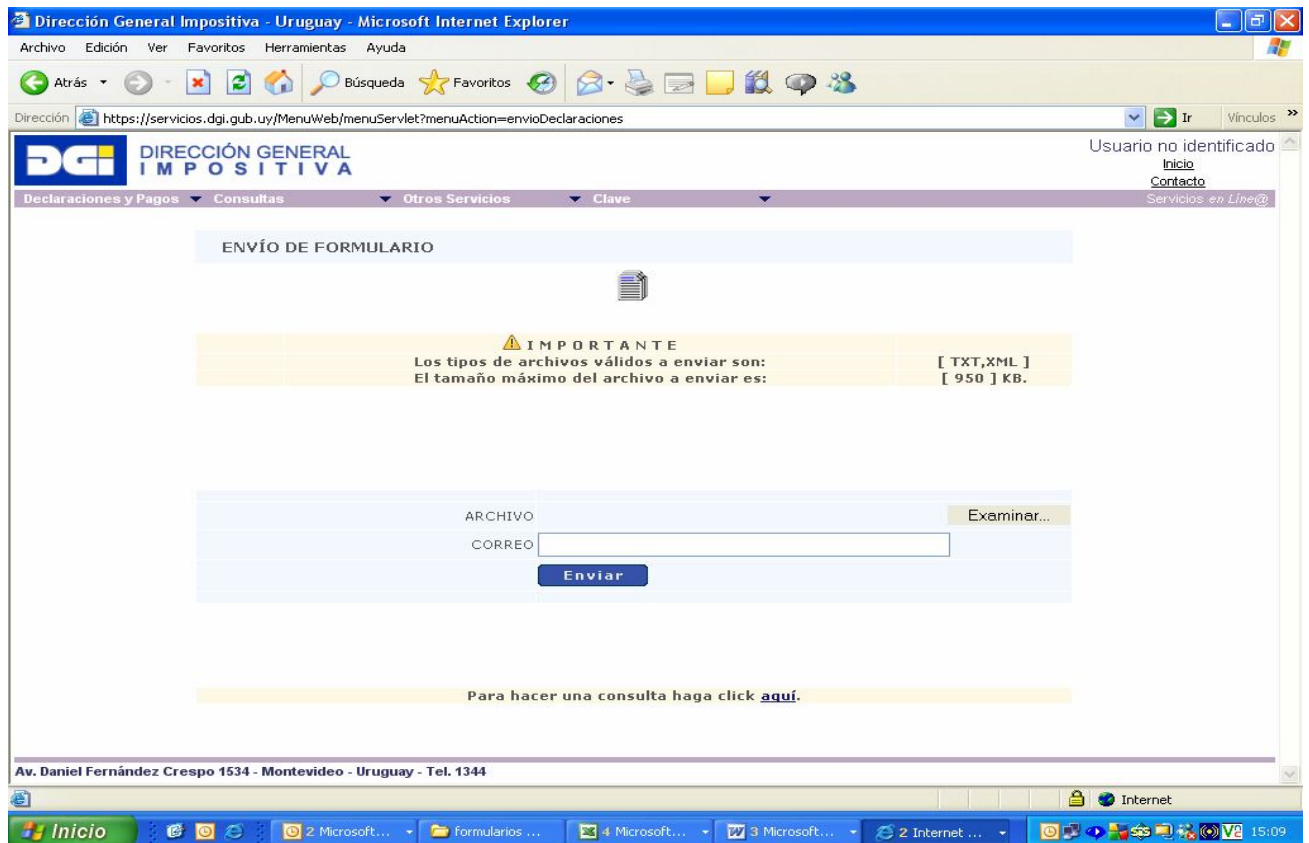 Dirección General Impositiva - Uruguay - Microsoft Internet Explorer
Archivo Edición Ver Favoritos Herramientas Ayuda
Atrás Búsqueda Favoritos
Dirección https://servicios.dgi.gub.uy/MenuWeb/menuServlet?menuAction=envioDeclaraciones Ir Vínculos »
DGI DIRECCIÓN GENERAL
IMPOSITIVA
Usuario no identificado
Inicio
Contacto
Declaraciones y Pagos Consultas Otros Servicios Clave Servicios en Líne@
ENVÍO DE FORMULARIO
IMPORTANTE
Los tipos de archivos válidos a enviar son: [ TXT,XML ]
El tamaño máximo del archivo a enviar es: [ 950 ] KB.
ARCHIVO Examinar...
CORREO
Enviar
Para hacer una consulta haga click aquí.
Av. Daniel Fernández Crespo 1534 - Montevideo - Uruguay - Tel. 1344
Internet
Inicio 2 Microsoft... formularios ... 4 Microsoft... 3 Microsoft... 2 Internet ... V2 15:09